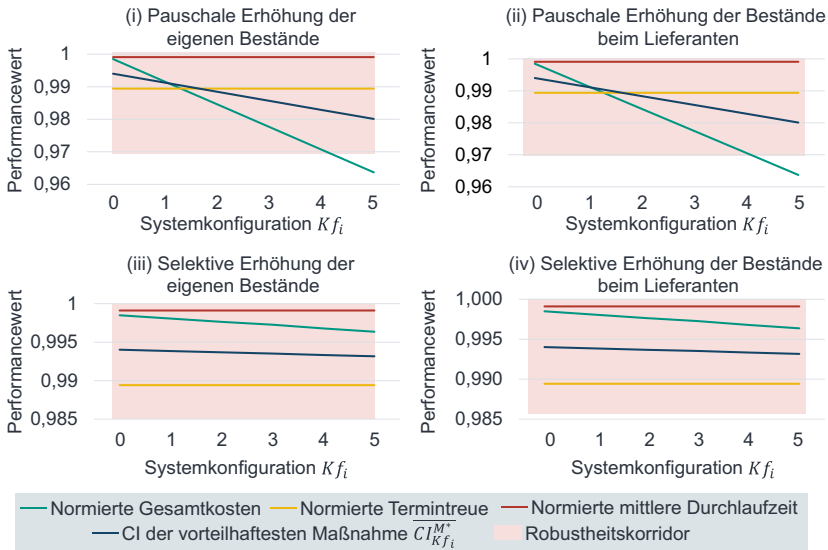 (i) Pauschale Erhöhung der
eigenen Bestände
Performancewert
1
0,99
0,98
0,97
0,96
0 1 2 3 4 5
Systemkonfiguration Kf_i
(ii) Pauschale Erhöhung der Bestände
beim Lieferanten
Performancewert
1
0,99
0,98
0,97
0,96
0 1 2 3 4 5
Systemkonfiguration Kf_i
(iii) Selektive Erhöhung der
eigenen Bestände
Performancewert
1
0,995
0,99
0,985
0 1 2 3 4 5
Systemkonfiguration Kf_i
(iv) Selektive Erhöhung der Bestände
beim Lieferanten
Performancewert
1,000
0,995
0,990
0,985
0 1 2 3 4 5
Systemkonfiguration Kf_i
Normierte Gesamtkosten Normierte Termintreue Normierte mittlere Durchlaufzeit
CI der vorteilhaftesten Maßnahme \overline{CI_{Kf_i}^{M*}} Robustheitskorridor